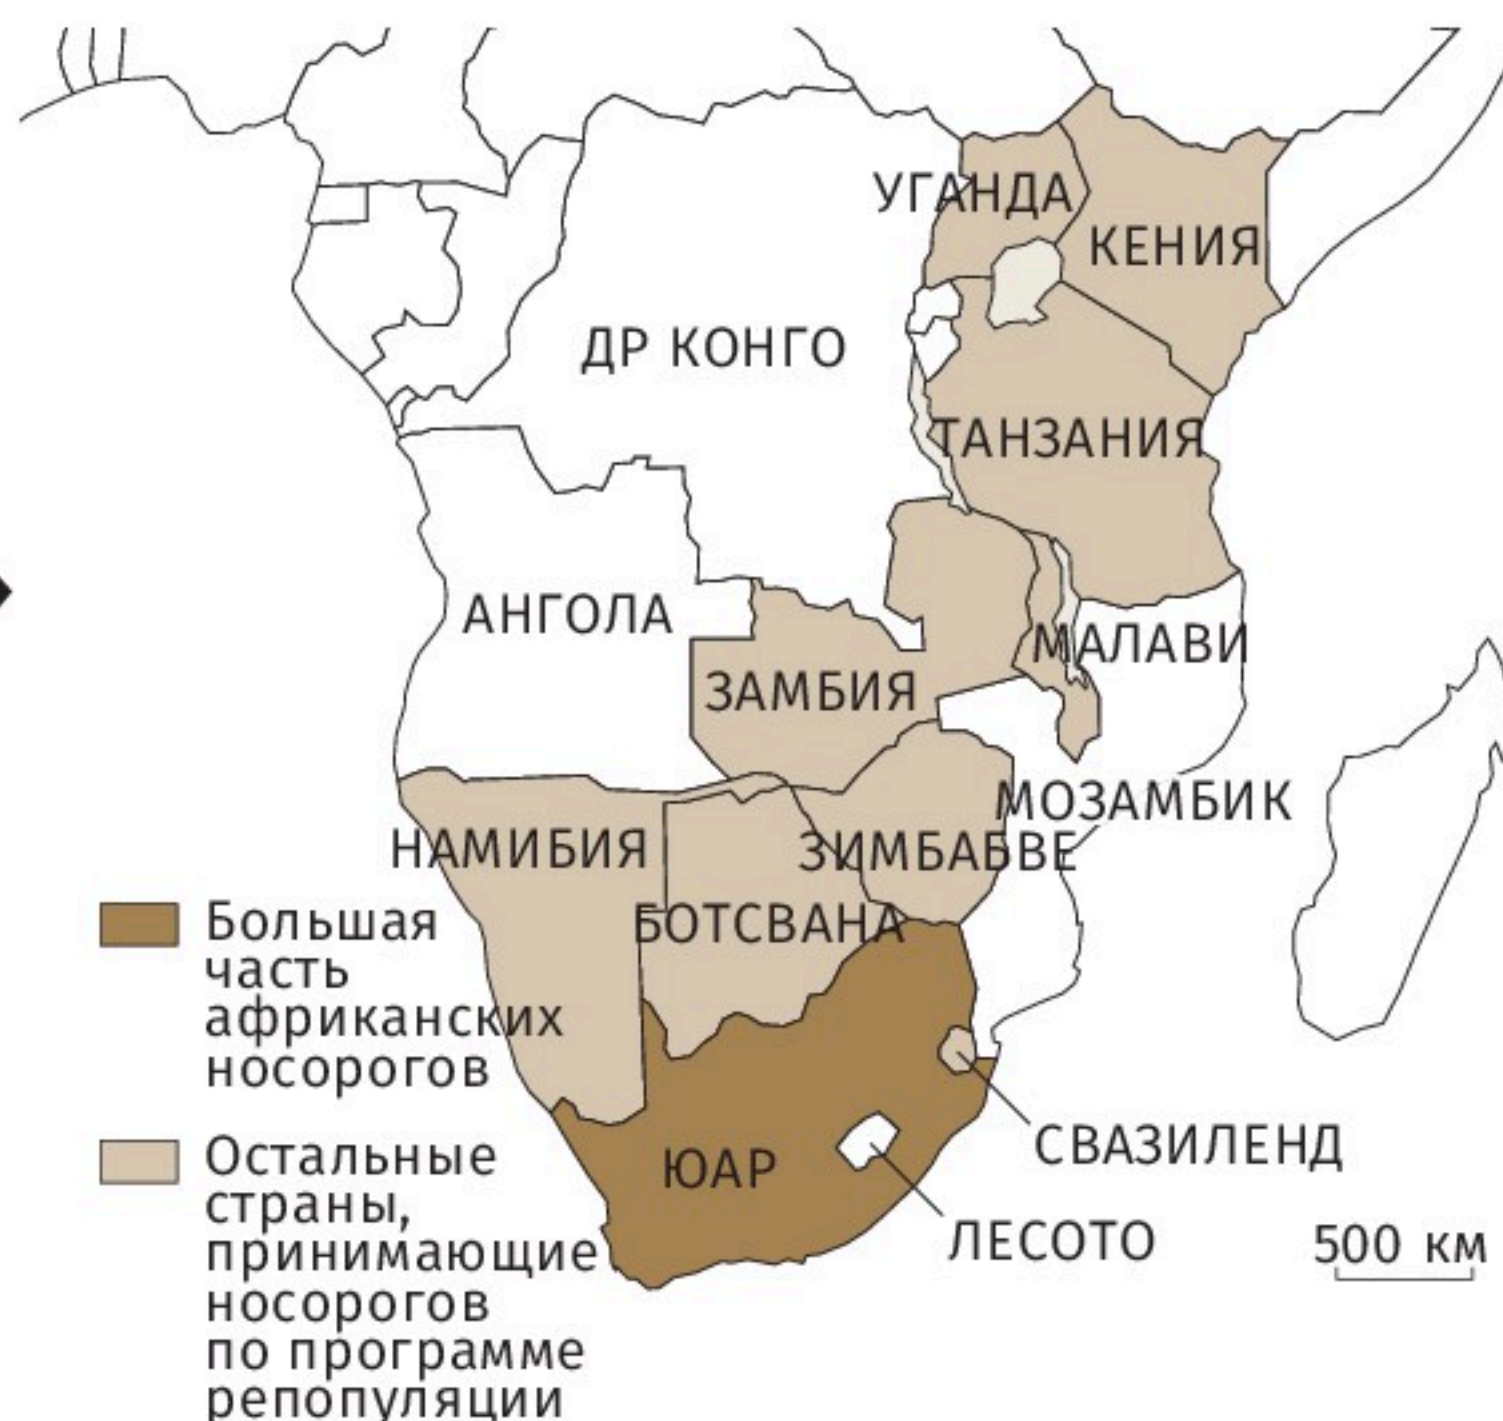 УГАНДА
КЕНИЯ
ДР КОНГО
ТАНЗАНИЯ
АНГОЛА
МАЛАВИ
ЗАМБИЯ
МОЗАМБИК
НАМИБИЯ
ЗИМБАБВЕ
БОТСВАНА
Большая
часть
африканских
носорогов
СВАЗИЛЕНД
ЮАР
ЛЕСОТО
500 км
Остальные
страны,
принимающие
носорогов
по программе
репопуляции